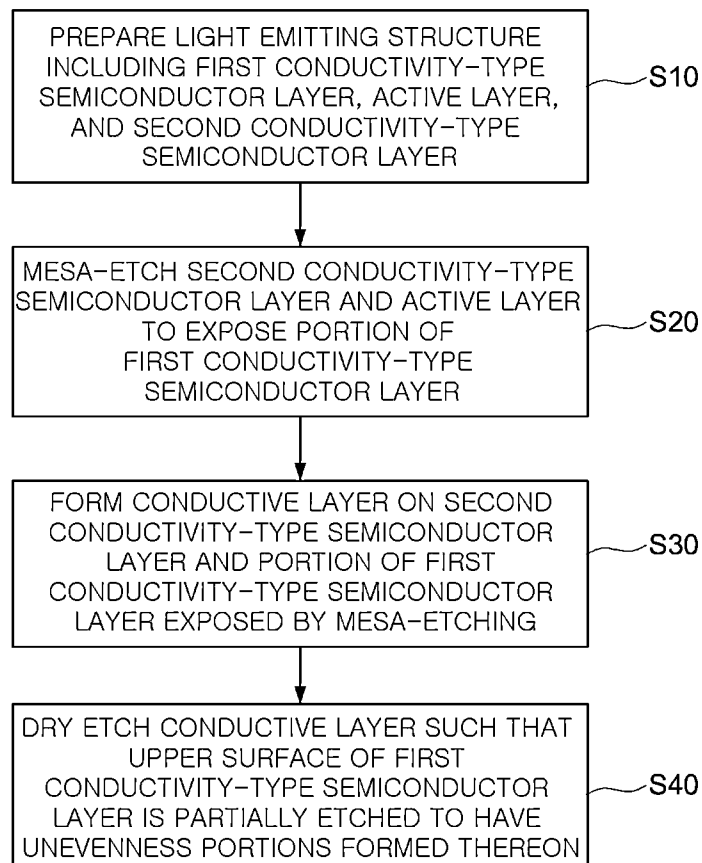 PREPARE LIGHT EMITTING STRUCTURE
INCLUDING FIRST CONDUCTIVITY-TYPE
SEMICONDUCTOR LAYER, ACTIVE LAYER,
AND SECOND CONDUCTIVITY-TYPE
SEMICONDUCTOR LAYER
S10
MESA-ETCH SECOND CONDUCTIVITY-TYPE
SEMICONDUCTOR LAYER AND ACTIVE LAYER
TO EXPOSE PORTION OF
FIRST CONDUCTIVITY-TYPE
SEMICONDUCTOR LAYER
S20
FORM CONDUCTIVE LAYER ON SECOND
CONDUCTIVITY-TYPE SEMICONDUCTOR
LAYER AND PORTION OF FIRST
CONDUCTIVITY-TYPE SEMICONDUCTOR
LAYER EXPOSED BY MESA-ETCHING
S30
DRY ETCH CONDUCTIVE LAYER SUCH THAT
UPPER SURFACE OF FIRST
CONDUCTIVITY-TYPE SEMICONDUCTOR
LAYER IS PARTIALLY ETCHED TO HAVE
UNEVENNESS PORTIONS FORMED THEREON
S40